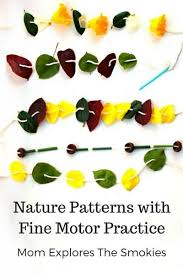 Nature Patterns with
Fine Motor Practice
Mom Explores The Smokies